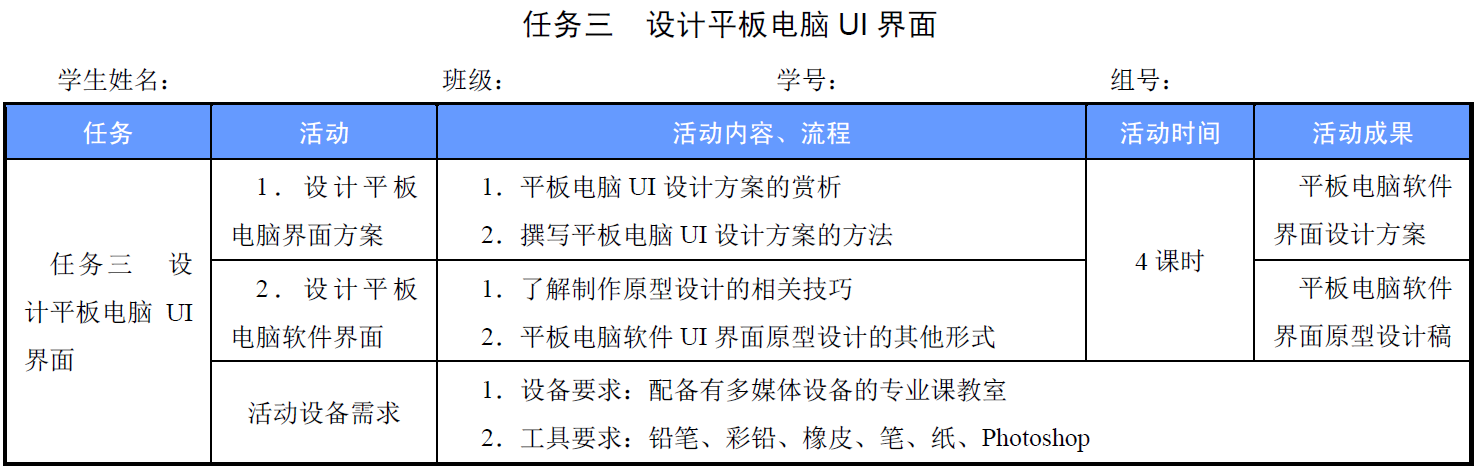 任务三 设计平板电脑 UI 界面
学生姓名： 班级： 学号： 组号：
任务 活动 活动内容、流程 活动时间 活动成果
任务三 设
计平板电脑 UI
界面
1．设计平板
电脑界面方案
1．平板电脑 UI 设计方案的赏析
2．撰写平板电脑 UI 设计方案的方法
4 课时
平板电脑软件
界面设计方案
2．设计平板
电脑软件界面
1．了解制作原型设计的相关技巧
2．平板电脑软件 UI 界面原型设计的其他形式
平板电脑软件
界面原型设计稿
活动设备需求
1．设备要求：配备有多媒体设备的专业课教室
2．工具要求：铅笔、彩铅、橡皮、笔、纸、Photoshop